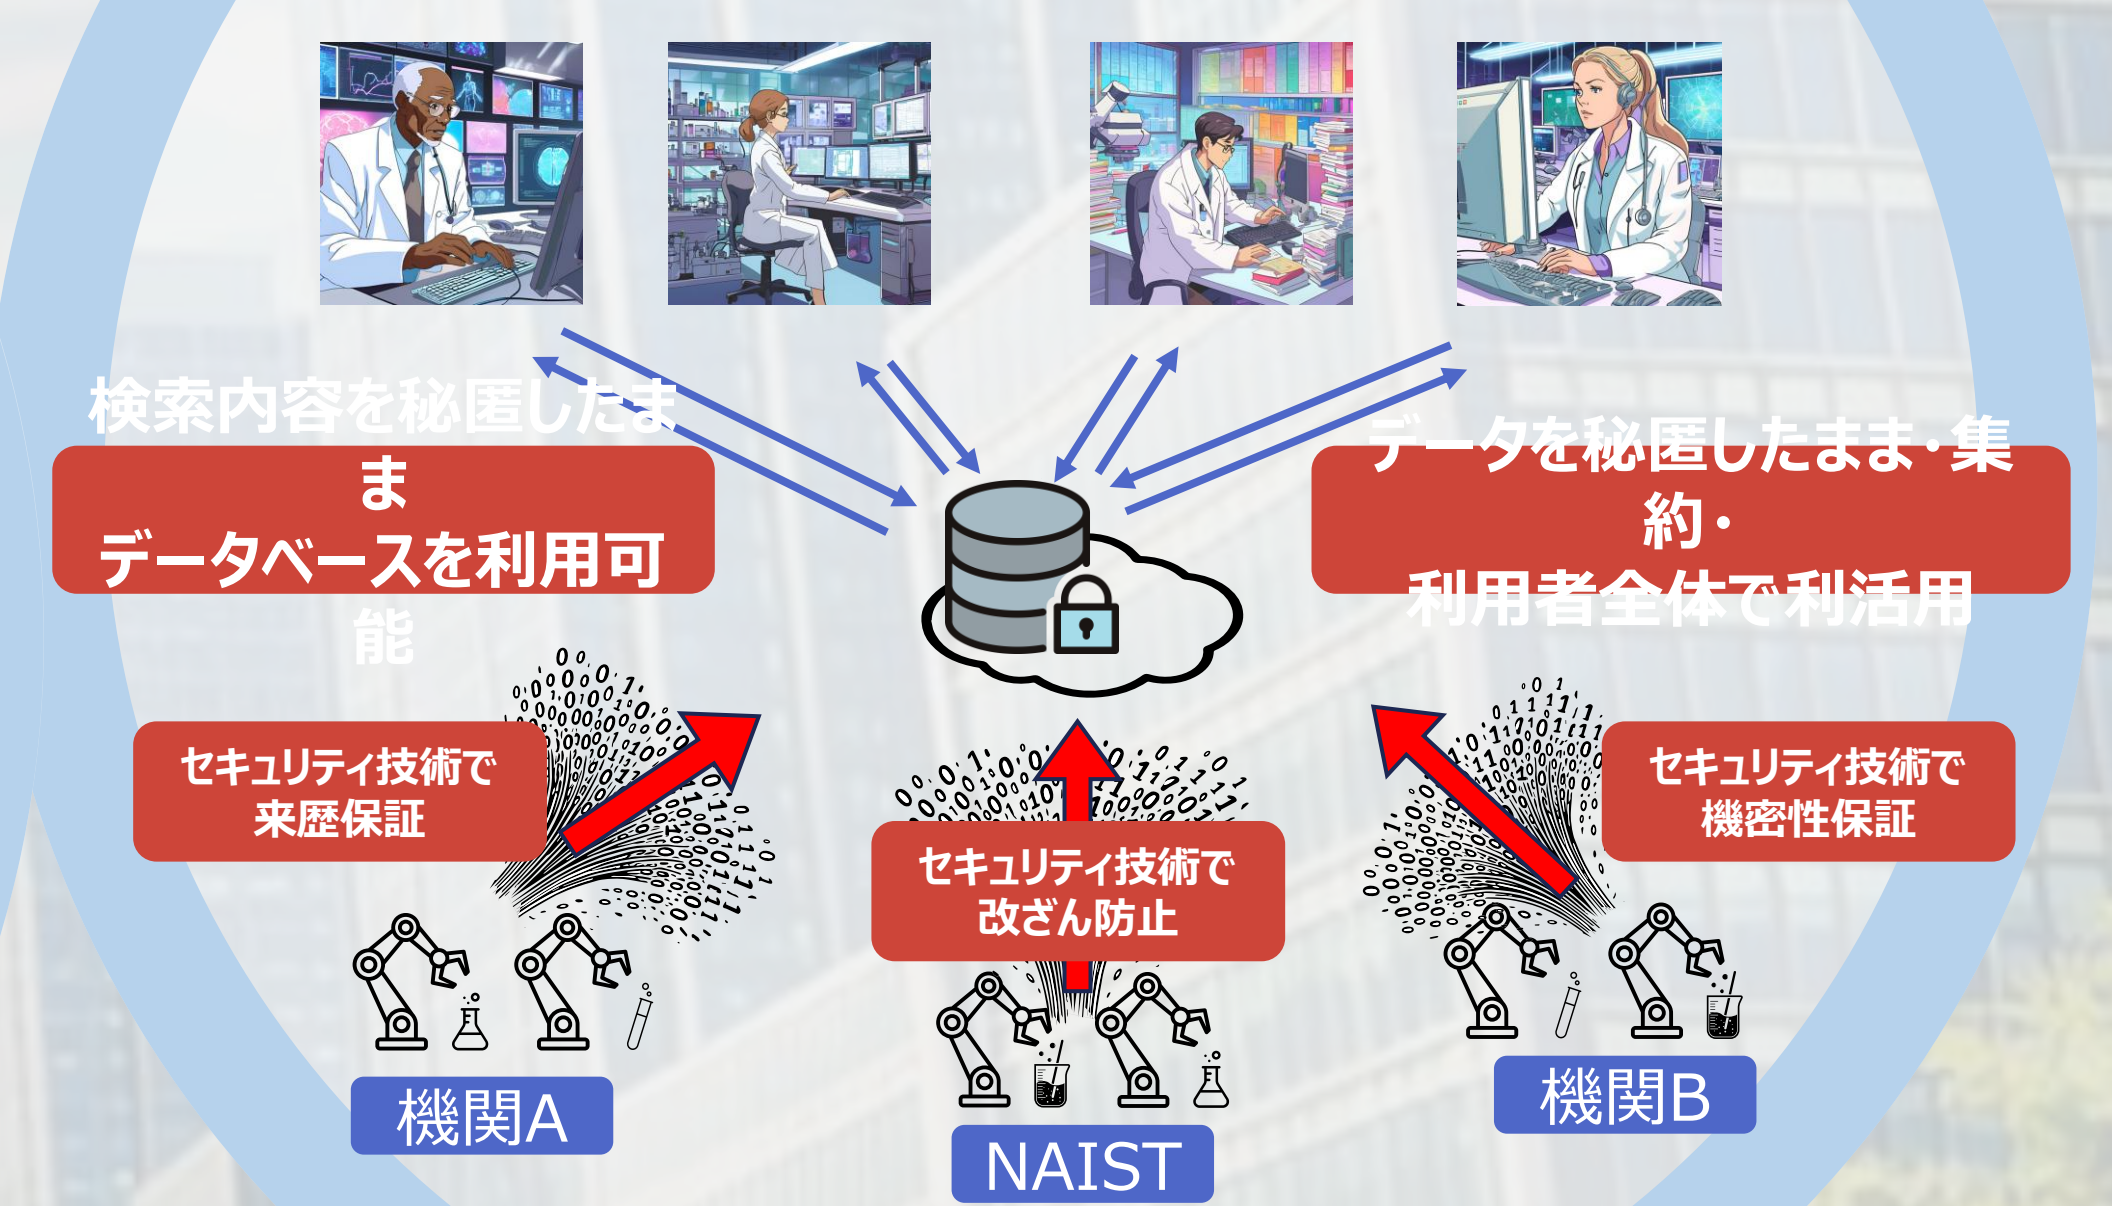 検索内容を秘匿したま
ま
データベースを利用可
能
データを秘匿したまま・集
約・
利用者全体で利活用
セキュリティ技術で
来歴保証
セキュリティ技術で
改ざん防止
セキュリティ技術で
機密性保証
機関A
NAIST
機関B